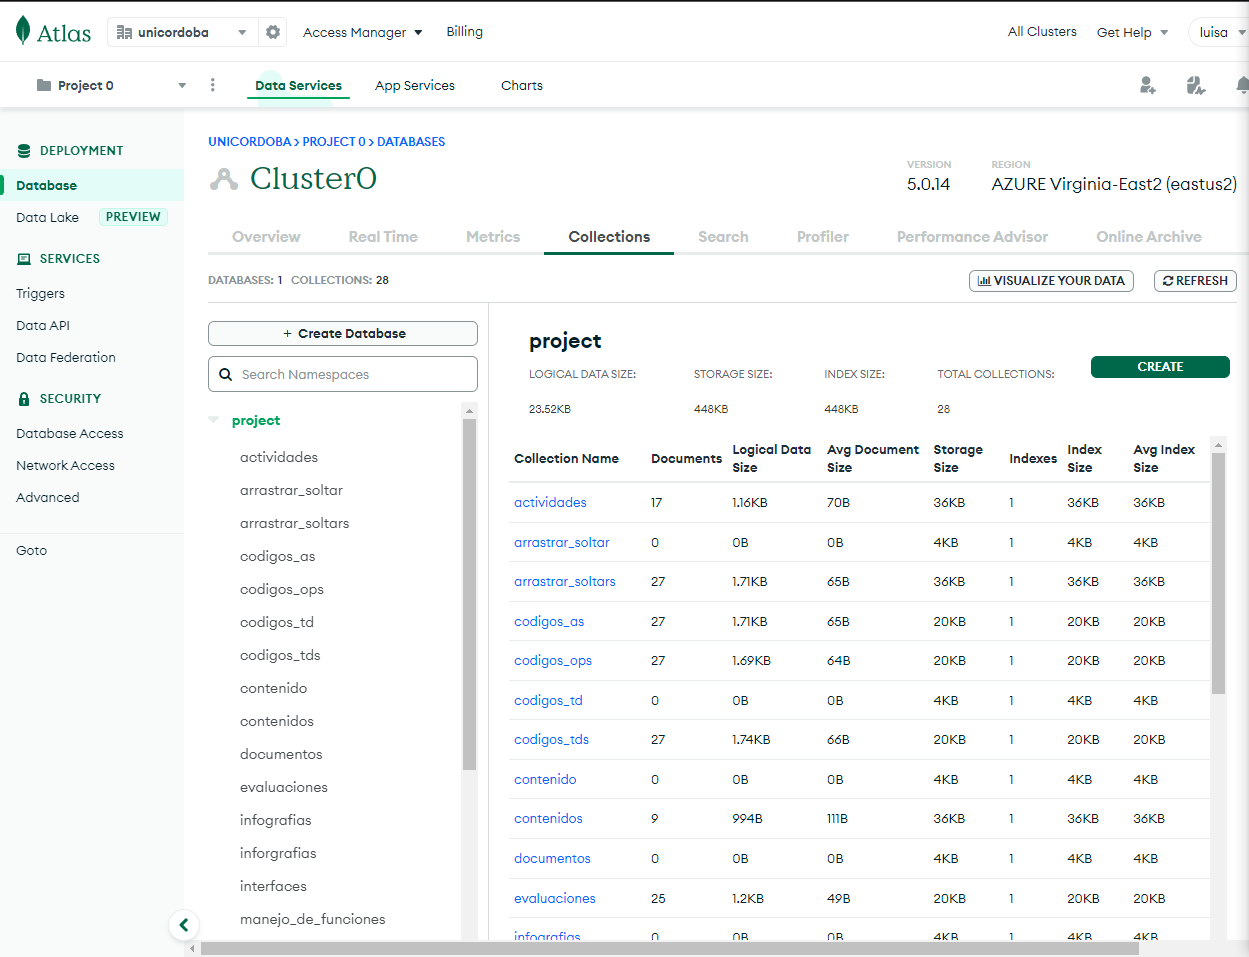 Atlas
unicordoba
Access Manager
Billing
All Clusters
Get Help
luisa
Project 0
Data Services
App Services
Charts
DEPLOYMENT
Database
Data Lake PREVIEW
SERVICES
Triggers
Data API
Data Federation
SECURITY
Database Access
Network Access
Advanced
Goto
UNICORDOBA > PROJECT 0 > DATABASES
Cluster0
VERSION
5.0.14
REGION
AZURE Virginia-East2 (eastus2)
Overview Real Time Metrics Collections Search Profiler Performance Advisor Online Archive
DATABASES: 1 COLLECTIONS: 28
VISUALIZE YOUR DATA
REFRESH
+ Create Database
Search Namespaces
project
actividades
arrastrar_soltar
arrastrar_soltars
codigos_as
codigos_ops
codigos_td
codigos_tds
contenido
contenidos
documentos
evaluaciones
infografias
inforgrafias
interfaces
manejo_de_funciones
project
LOGICAL DATA SIZE: STORAGE SIZE: INDEX SIZE: TOTAL COLLECTIONS:
23.52KB 448KB 448KB 28
CREATE
Collection Name Documents Logical Data Size Avg Document Size Storage Size Indexes Index Size Avg Index Size
actividades 17 1.16KB 70B 36KB 1 36KB 36KB
arrastrar_soltar 0 0B 0B 4KB 1 4KB 4KB
arrastrar_soltars 27 1.71KB 65B 36KB 1 36KB 36KB
codigos_as 27 1.71KB 65B 20KB 1 20KB 20KB
codigos_ops 27 1.69KB 64B 20KB 1 20KB 20KB
codigos_td 0 0B 0B 4KB 1 4KB 4KB
codigos_tds 27 1.74KB 66B 20KB 1 20KB 20KB
contenido 0 0B 0B 4KB 1 4KB 4KB
contenidos 9 994B 111B 36KB 1 36KB 36KB
documentos 0 0B 0B 4KB 1 4KB 4KB
evaluaciones 25 1.2KB 49B 20KB 1 20KB 20KB
infografias 0 0B 0B 4KB 1 4KB 4KB